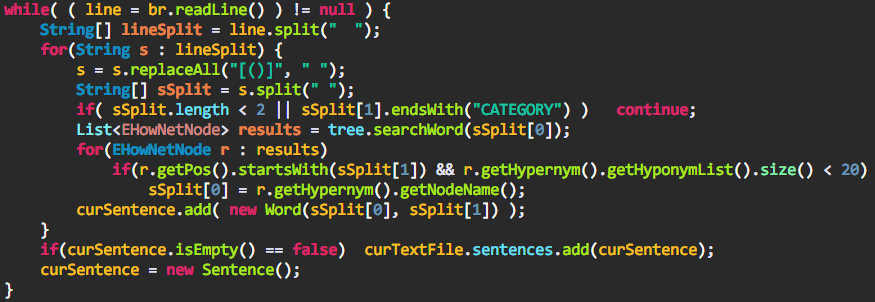 while( ( line = br.readLine() ) != null ) {
    String[] lineSplit = line.split("  ");
    for(String s : lineSplit) {
        s = s.replaceAll("[()]", " ");
        String[] sSplit = s.split(" ");
        if( sSplit.length < 2 || sSplit[1].endsWith("CATEGORY") )   continue;
        List<EHowNetNode> results = tree.searchWord(sSplit[0]);
        for(EHowNetNode r : results)
            if(r.getPos().startsWith(sSplit[1]) && r.getHypernym().getHyponymList().size() < 20)
                sSplit[0] = r.getHypernym().getNodeName();
        curSentence.add( new Word(sSplit[0], sSplit[1]) );
    }
    if(curSentence.isEmpty() == false)  curTextFile.sentences.add(curSentence);
    curSentence = new Sentence();
}